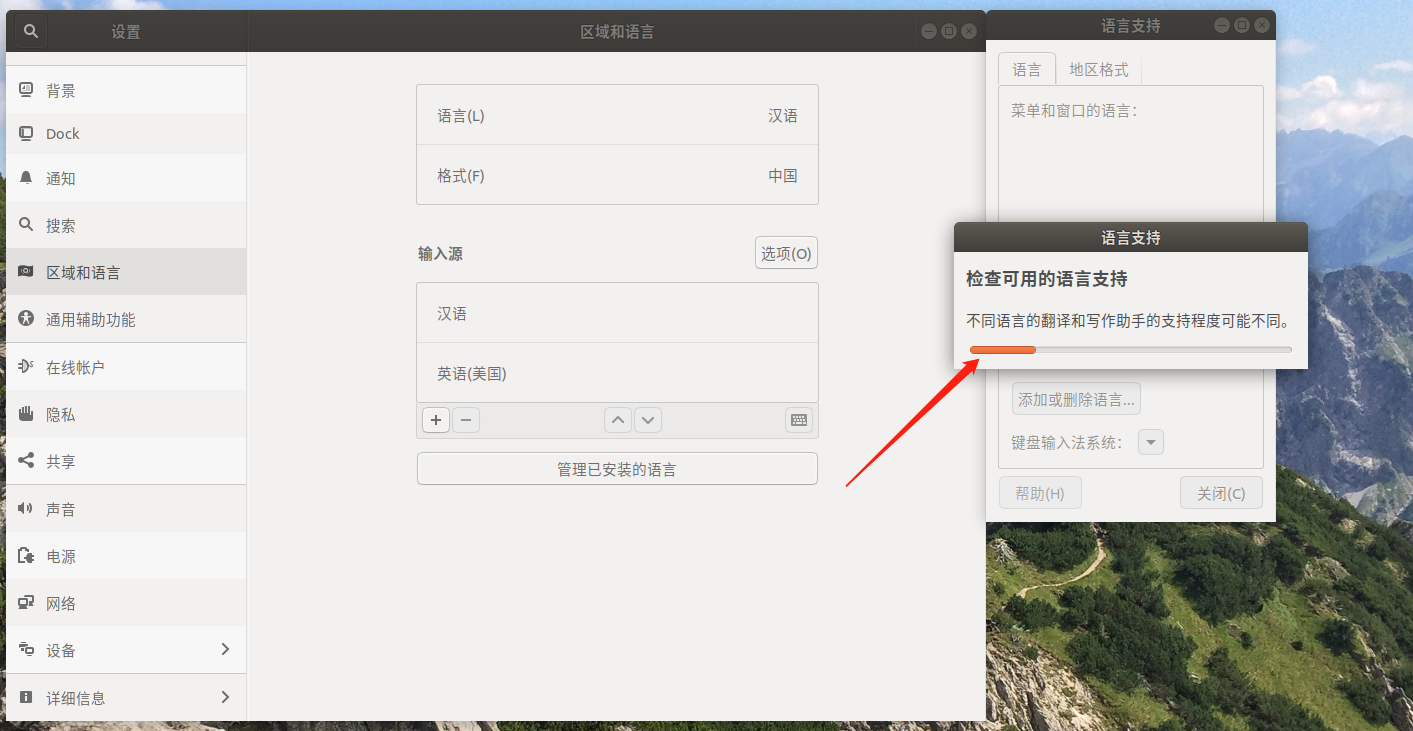 设置
区域和语言
背景
Dock
通知
搜索
区域和语言
通用辅助功能
在线帐户
隐私
共享
声音
电源
网络
设备
详细信息
语言(L)
汉语
格式(F)
中国
输入源
选项(O)
汉语
英语(美国)
管理已安装的语言
语言支持
语言
地区格式
菜单和窗口的语言：
语言支持
检查可用的语言支持
不同语言的翻译和写作助手的支持程度可能不同。
添加或删除语言...
键盘输入法系统：
帮助(H)
关闭(C)